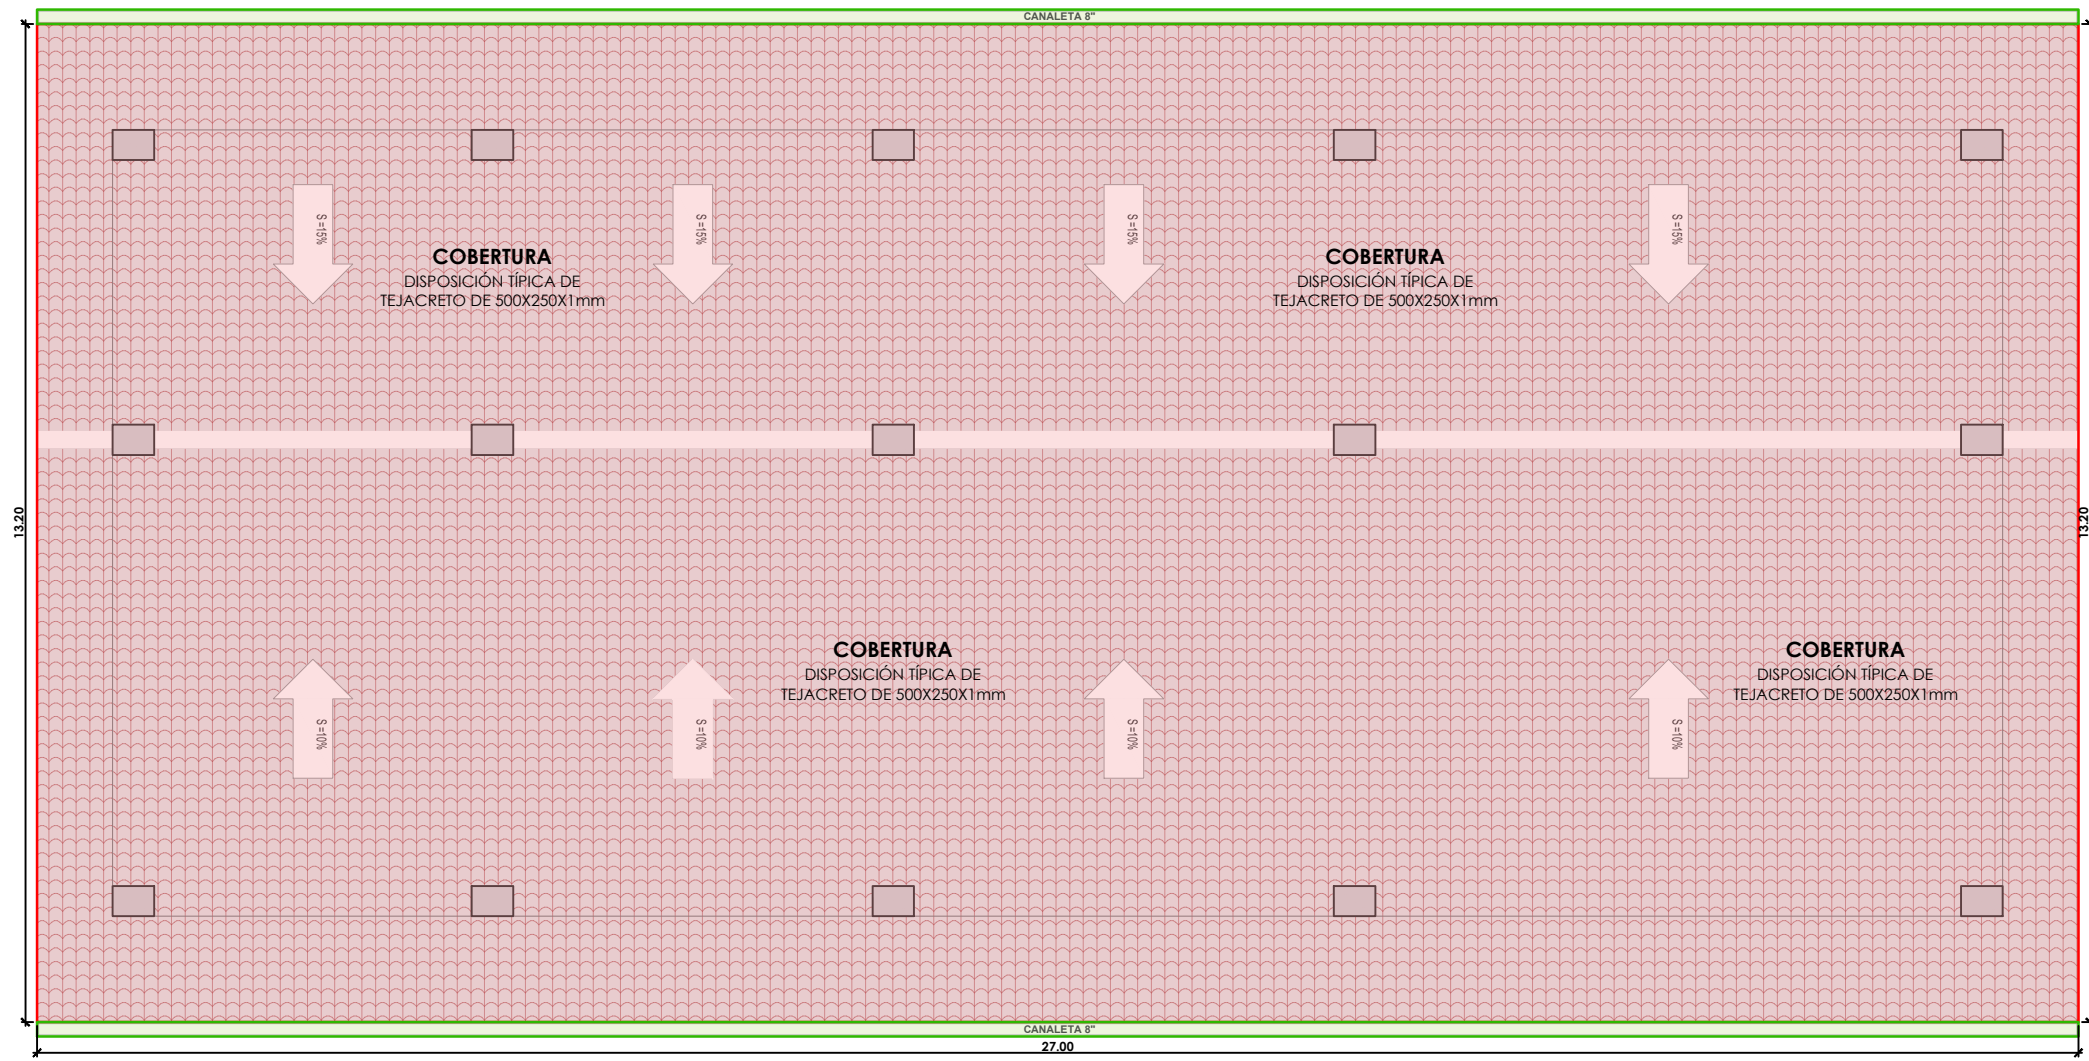 CANALETA 8"
S =15%
S =15%
S =15%
S =15%
COBERTURA
DISPOSICIÓN TÍPICA DE
TEJACRETO DE 500X250X1mm
COBERTURA
DISPOSICIÓN TÍPICA DE
TEJACRETO DE 500X250X1mm
13.20
13.20
COBERTURA
DISPOSICIÓN TÍPICA DE
TEJACRETO DE 500X250X1mm
COBERTURA
DISPOSICIÓN TÍPICA DE
TEJACRETO DE 500X250X1mm
S =10%
S =10%
S =10%
S =10%
CANALETA 8"
27.00